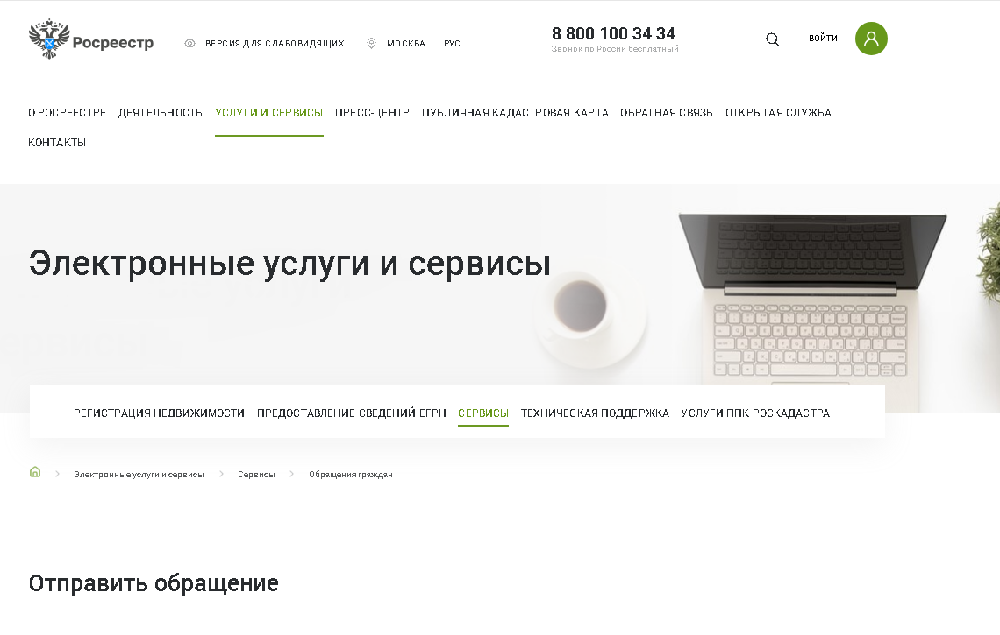 Росреестр
ВЕРСИЯ ДЛЯ СЛАБОВИДЯЩИХ
МОСКВА
РУС
8 800 100 34 34
Звонок по России бесплатный
ВОЙТИ
О РОСРЕЕСТРЕ ДЕЯТЕЛЬНОСТЬ УСЛУГИ И СЕРВИСЫ ПРЕСС-ЦЕНТР ПУБЛИЧНАЯ КАДАСТРОВАЯ КАРТА ОБРАТНАЯ СВЯЗЬ ОТКРЫТАЯ СЛУЖБА
КОНТАКТЫ
Электронные услуги и сервисы
РЕГИСТРАЦИЯ НЕДВИЖИМОСТИ ПРЕДОСТАВЛЕНИЕ СВЕДЕНИЙ ЕГРН СЕРВИСЫ ТЕХНИЧЕСКАЯ ПОДДЕРЖКА УСЛУГИ ППК РОСКАДАСТРА
Электронные услуги и сервисы
Сервисы
Обращения граждан
Отправить обращение